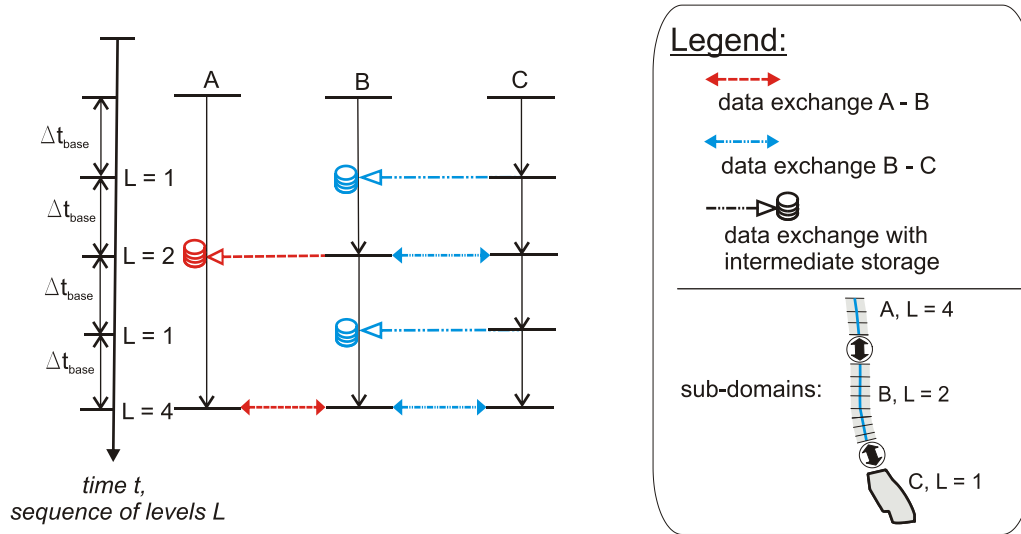 A
B
C
Δt_base
L = 1
Δt_base
L = 2
Δt_base
L = 1
Δt_base
L = 4
time t,
sequence of levels L
Legend:
data exchange A - B
data exchange B - C
data exchange with
intermediate storage
sub-domains:
A, L = 4
B, L = 2
C, L = 1